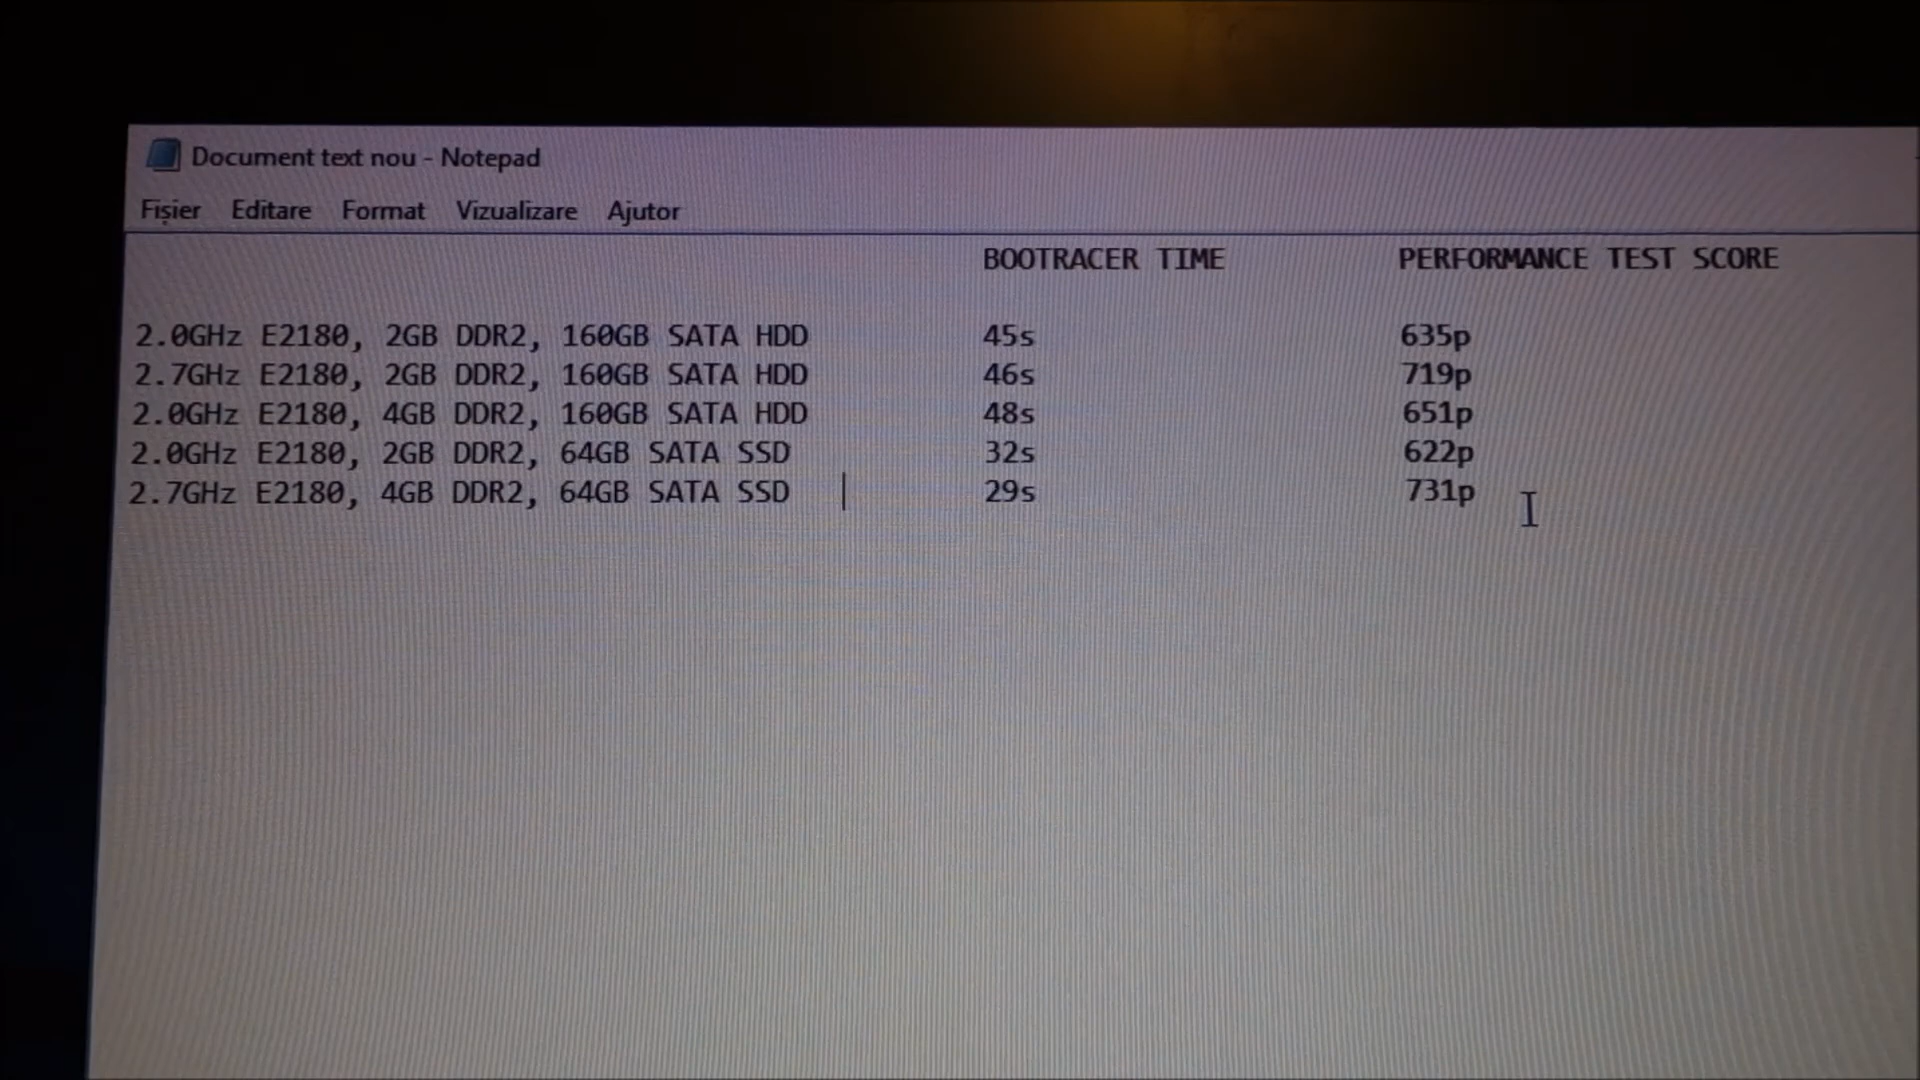 Document text nou - Notepad
Fișier Editare Format Vizualizare Ajutor
BOOTRACER TIME PERFORMANCE TEST SCORE
2.0GHz E2180, 2GB DDR2, 160GB SATA HDD 45s 635p
2.7GHz E2180, 2GB DDR2, 160GB SATA HDD 46s 719p
2.0GHz E2180, 4GB DDR2, 160GB SATA HDD 48s 651p
2.0GHz E2180, 2GB DDR2, 64GB SATA SSD 32s 622p
2.7GHz E2180, 4GB DDR2, 64GB SATA SSD 29s 731p